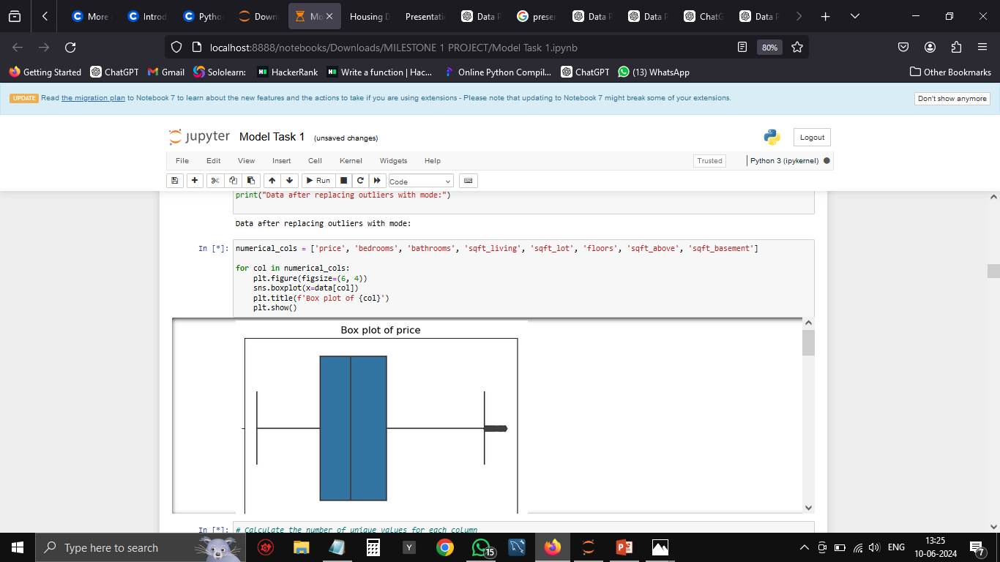 More
Introd
Pytho
Down
Mo
Housing D
Presentati
Data P
preser
Data P
Data P
ChatG
Data P
localhost:8888/notebooks/Downloads/MILESTONE 1 PROJECT/Model Task 1.ipynb
80%
Getting Started
ChatGPT
Gmail
Sololearn:
HackerRank
Write a function | Hac...
Online Python Compil...
ChatGPT
(13) WhatsApp
Other Bookmarks
UPDATE Read the migration plan to Notebook 7 to learn about the new features and the actions to take if you are using extensions - Please note that updating to Notebook 7 might break some of your extensions.
Don't show anymore
jupyter Model Task 1 (unsaved changes)
Logout
File Edit View Insert Cell Kernel Widgets Help
Trusted
Python 3 (ipykernel)
Run
Code
print("Data after replacing outliers with mode:")
Data after replacing outliers with mode:
In [*]: numerical_cols = ['price', 'bedrooms', 'bathrooms', 'sqft_living', 'sqft_lot', 'floors', 'sqft_above', 'sqft_basement']
for col in numerical_cols:
plt.figure(figsize=(6, 4))
sns.boxplot(x=data[col])
plt.title(f'Box plot of {col}')
plt.show()
Box plot of price
In [*]: # Calculate the number of unique values for each column
Type here to search
Y
15
ENG
13:25
10-06-2024
7